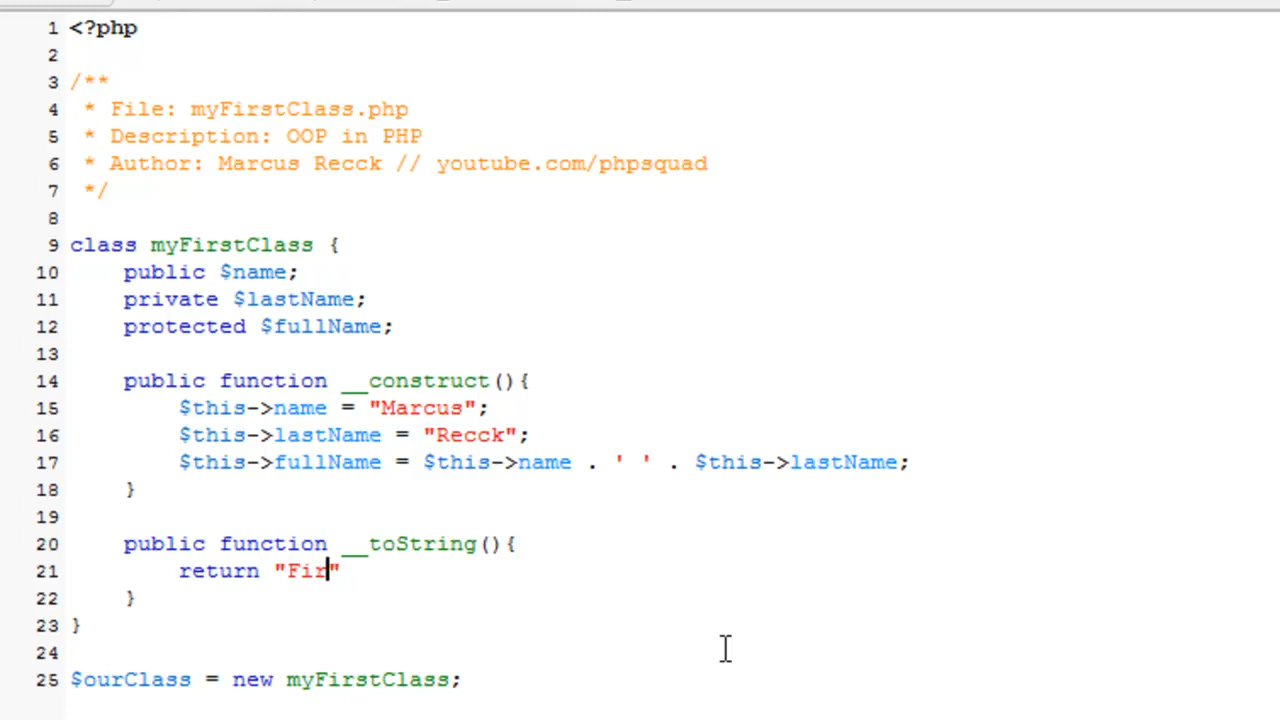 1 <?php
2
3 /**
4  * File: myFirstClass.php
5  * Description: OOP in PHP
6  * Author: Marcus Recck // youtube.com/phpsquad
7  */
8
9 class myFirstClass {
10     public $name;
11     private $lastName;
12     protected $fullName;
13
14     public function __construct(){
15         $this->name = "Marcus";
16         $this->lastName = "Recck";
17         $this->fullName = $this->name . ' ' . $this->lastName;
18     }
19
20     public function __toString(){
21         return "Fir"
22     }
23 }
24
25 $ourClass = new myFirstClass;